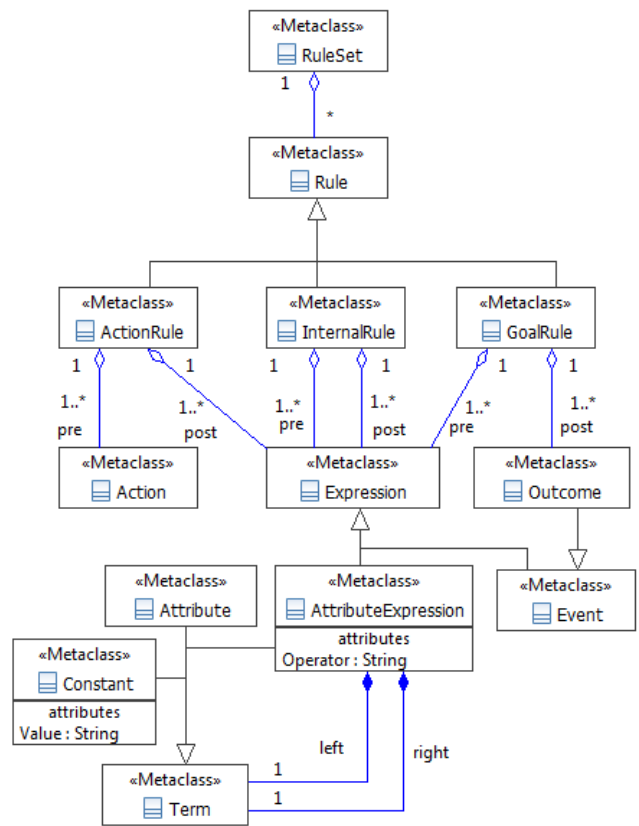 «Metaclass»
RuleSet
1
*
«Metaclass»
Rule
«Metaclass»
ActionRule
«Metaclass»
InternalRule
«Metaclass»
GoalRule
1
1
1
1
1
1
1..*
pre
1..*
post
1..*
pre
1..*
post
1..*
pre
1..*
post
«Metaclass»
Action
«Metaclass»
Expression
«Metaclass»
Outcome
«Metaclass»
Attribute
«Metaclass»
AttributeExpression
attributes
Operator : String
«Metaclass»
Event
«Metaclass»
Constant
attributes
Value : String
left
right
1
1
«Metaclass»
Term